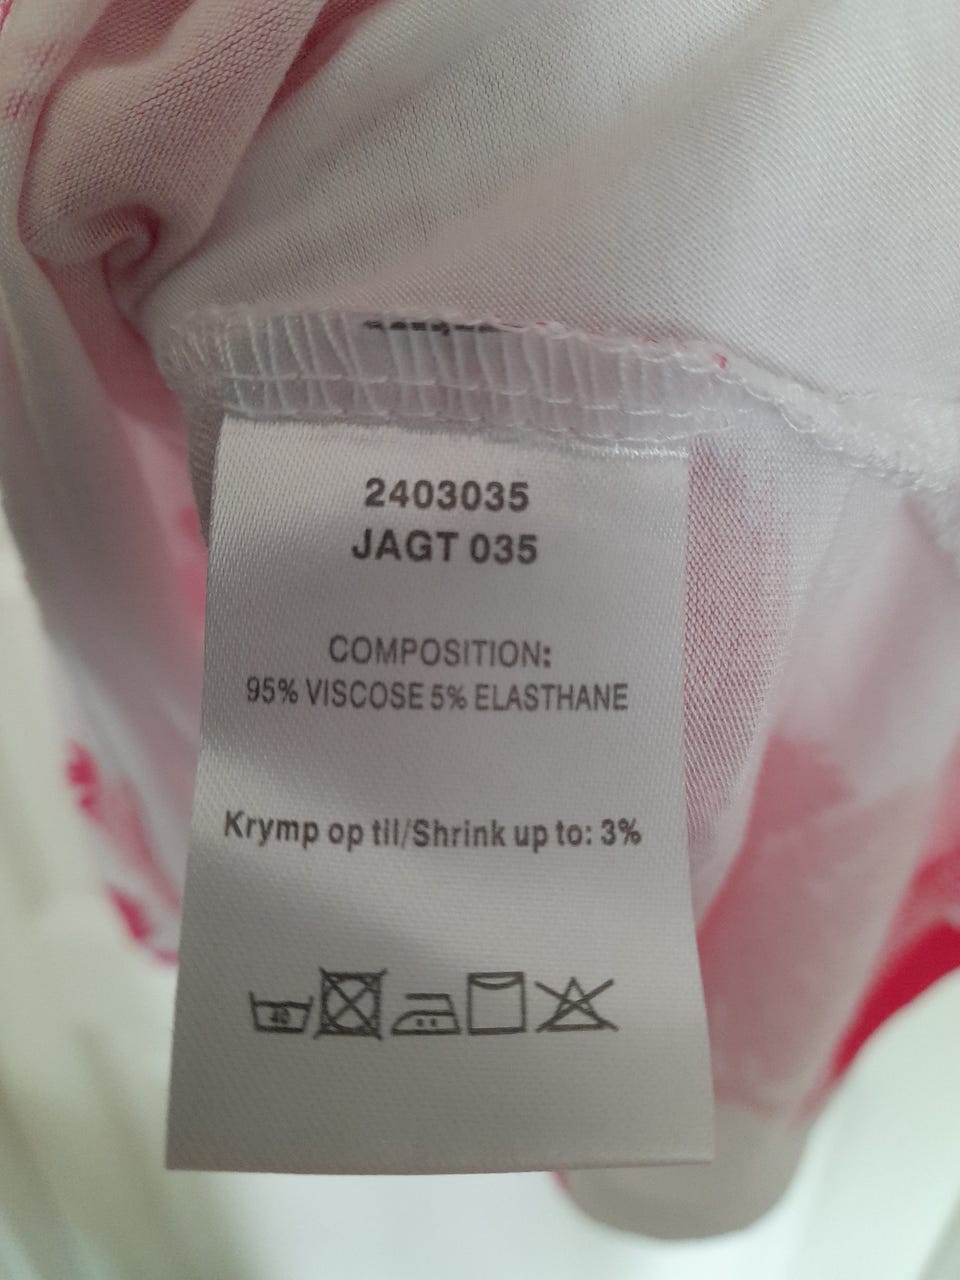 2403035
JAGT 035
COMPOSITION:
95% VISCOSE 5% ELASTHANE
Krymp op til/Shrink up to: 3%
40